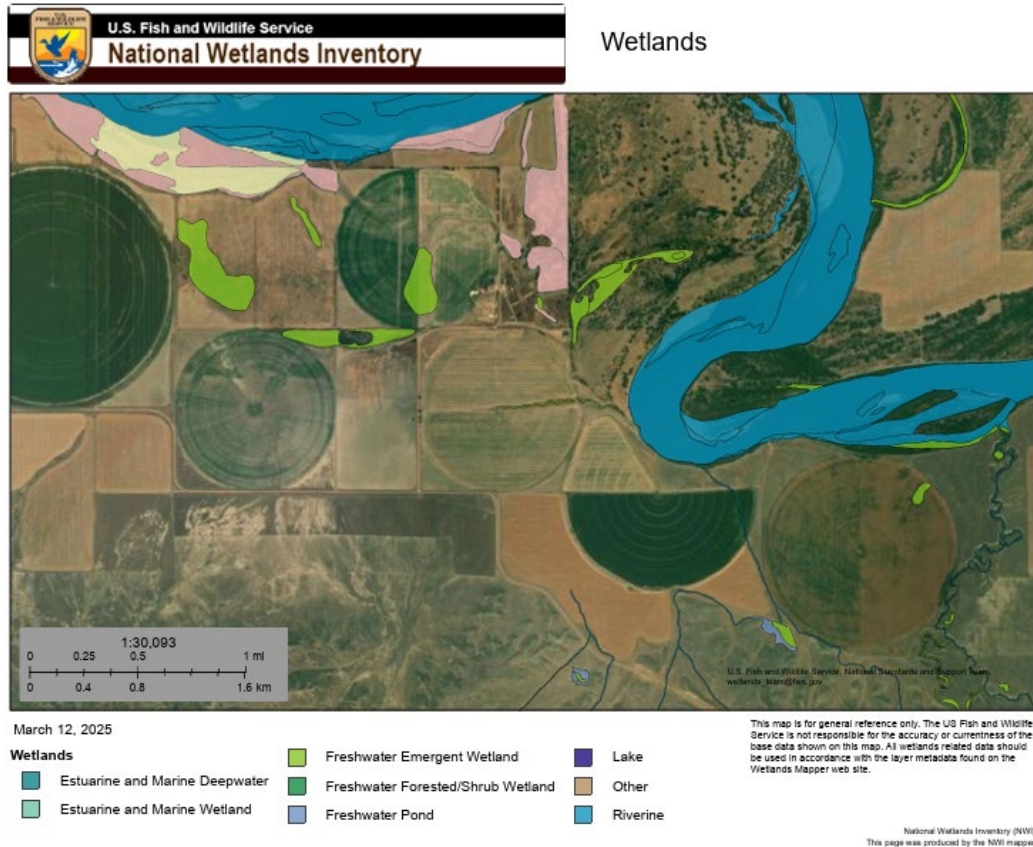 U.S.
FISH & WILDLIFE
SERVICE
U.S. Fish and Wildlife Service
National Wetlands Inventory
Wetlands
1:30,093
0 0.25 0.5 1 mi
0 0.4 0.8 1.6 km
U.S. Fish and Wildlife Service, National Standards and Support Team,
wetlands_team@fws.gov
March 12, 2025
Wetlands
Estuarine and Marine Deepwater
Estuarine and Marine Wetland
Freshwater Emergent Wetland
Freshwater Forested/Shrub Wetland
Freshwater Pond
Lake
Other
Riverine
This map is for general reference only. The US Fish and Wildlife
Service is not responsible for the accuracy or currentness of the
base data shown on this map. All wetlands related data should
be used in accordance with the layer metadata found on the
Wetlands Mapper web site.
National Wetlands Inventory (NWI)
This page was produced by the NWI mapper